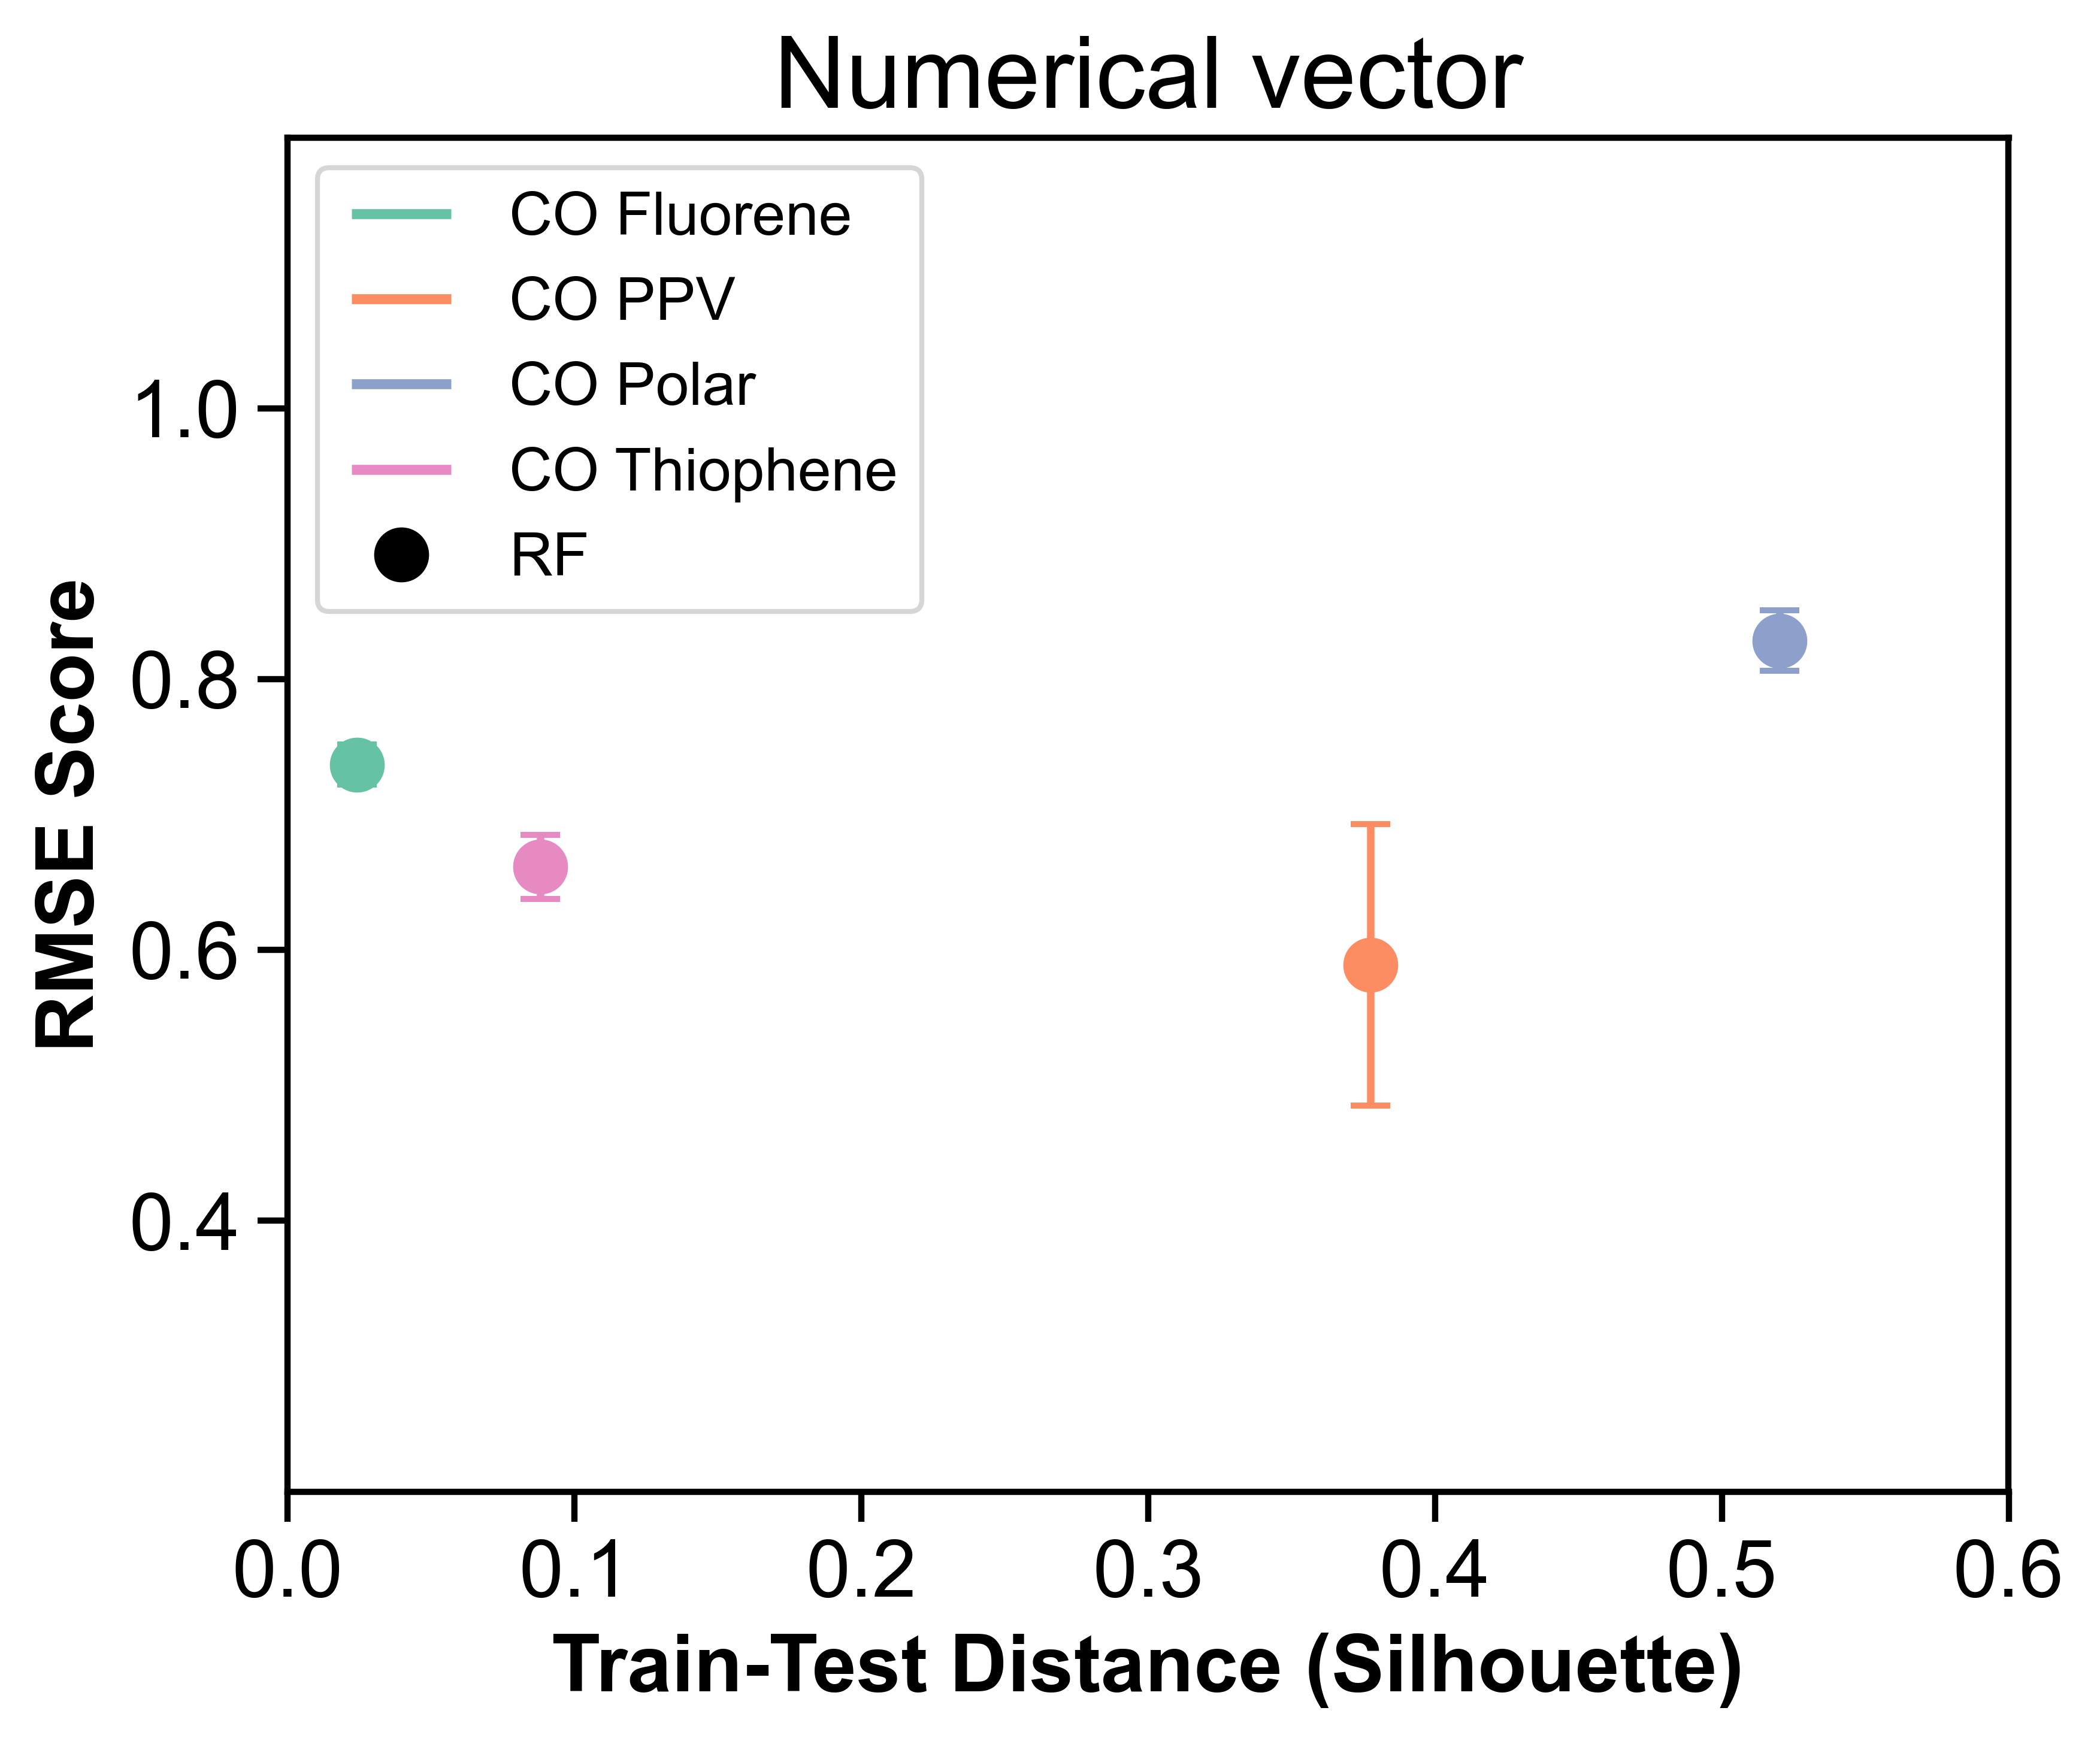 Numerical vector
CO Fluorene
CO PPV
CO Polar
CO Thiophene
RF
RMSE Score
1.0
0.8
0.6
0.4
0.0 0.1 0.2 0.3 0.4 0.5 0.6
Train-Test Distance (Silhouette)